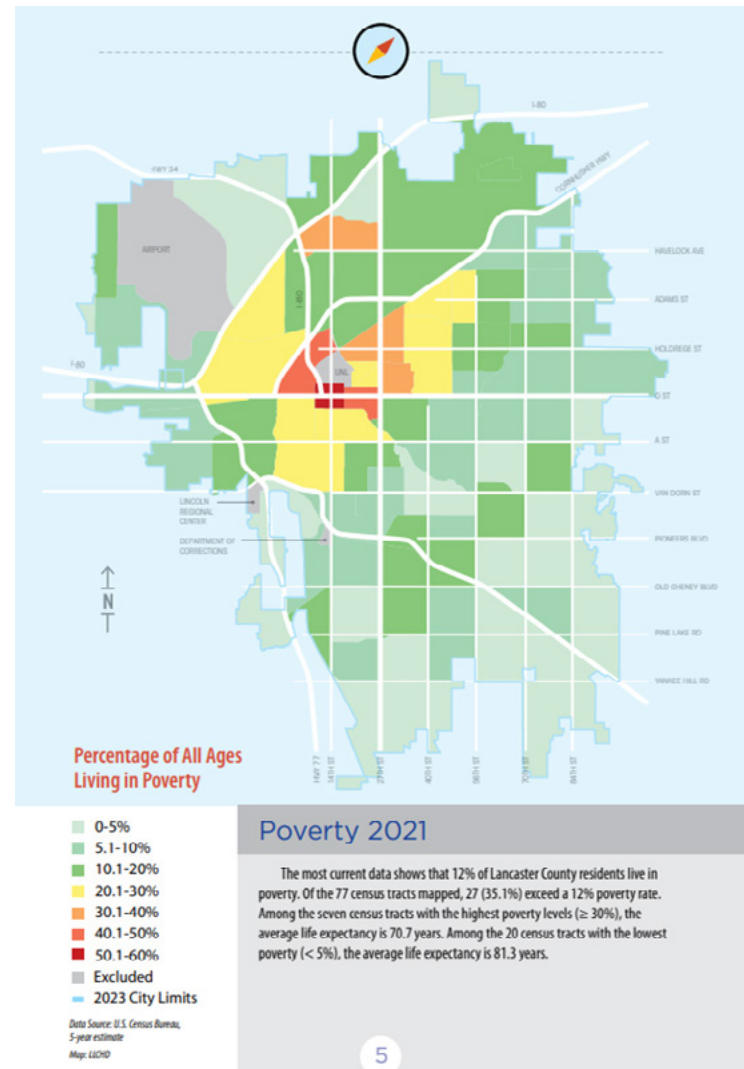 I-80
HWY 34
CORNHUSKER HWY
AIRPORT
HAVELOCK AVE
I-80
ADAMS ST
HOLDREGE ST
I-80
UNL
O ST
A ST
VAN DORN ST
LINCOLN
REGIONAL
CENTER
DEPARTMENT OF
CORRECTIONS
PIONEERS BLVD
N
OLD CHENEY BLVD
PINE LAKE RD
YANKEE HILL RD
HWY 77
14TH ST
27TH ST
40TH ST
56TH ST
70TH ST
84TH ST
Percentage of All Ages
Living in Poverty
0-5%
5.1-10%
10.1-20%
20.1-30%
30.1-40%
40.1-50%
50.1-60%
Excluded
2023 City Limits
Data Source: U.S. Census Bureau,
5-year estimate
Map: LLCHD
Poverty 2021
The most current data shows that 12% of Lancaster County residents live in
poverty. Of the 77 census tracts mapped, 27 (35.1%) exceed a 12% poverty rate.
Among the seven census tracts with the highest poverty levels (≥ 30%), the
average life expectancy is 70.7 years. Among the 20 census tracts with the lowest
poverty (< 5%), the average life expectancy is 81.3 years.
5